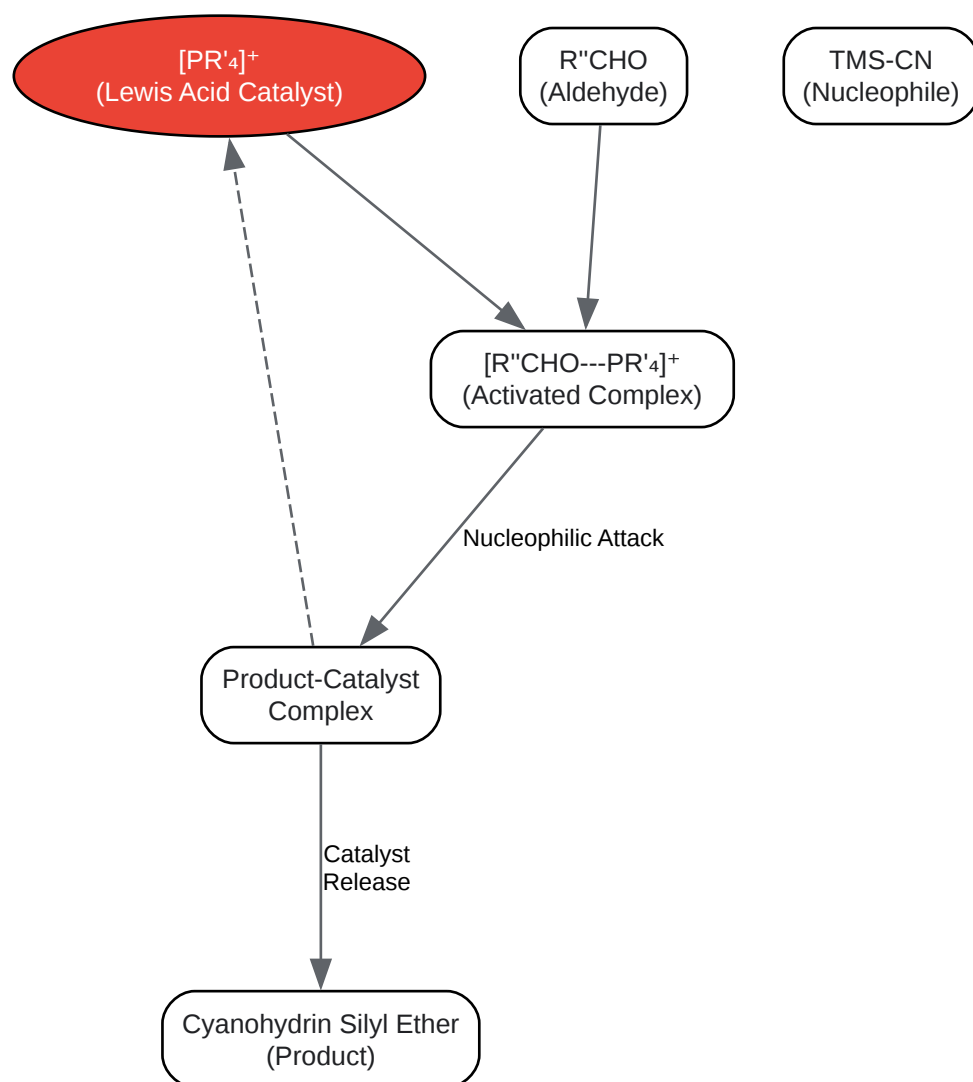 [PR'₄]⁺
(Lewis Acid Catalyst)
R"CHO
(Aldehyde)
TMS-CN
(Nucleophile)
[R"CHO---PR'₄]⁺
(Activated Complex)
Nucleophilic Attack
Product-Catalyst
Complex
Catalyst
Release
Cyanohydrin Silyl Ether
(Product)